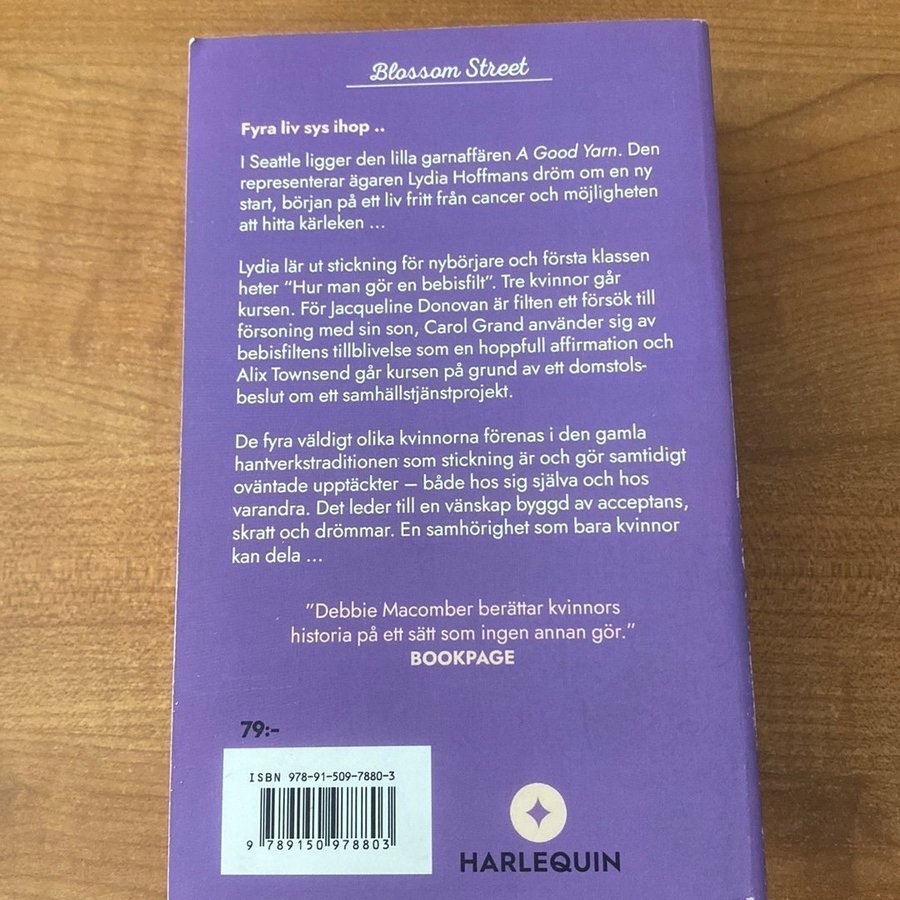 Blossom Street
Fyra liv sys ihop ..
I Seattle ligger den lilla garnaffären A Good Yarn. Den
representerar ägaren Lydia Hoffmans dröm om en ny
start, början på ett liv fritt från cancer och möjligheten
att hitta kärleken ...
Lydia lär ut stickning för nybörjare och första klassen
heter “Hur man gör en bebisfilt”. Tre kvinnor går
kursen. För Jacqueline Donovan är filten ett försök till
försoning med sin son, Carol Grand använder sig av
bebisfiltens tillblivelse som en hoppfull affirmation och
Alix Townsend går kursen på grund av ett domstols-
beslut om ett samhällstjänstprojekt.
De fyra väldigt olika kvinnorna förenas i den gamla
hantverkstraditionen som stickning är och gör samtidigt
oväntade upptäckter – både hos sig själva och hos
varandra. Det leder till en vänskap byggd av acceptans,
skratt och drömmar. En samhörighet som bara kvinnor
kan dela ...
”Debbie Macomber berättar kvinnors
historia på ett sätt som ingen annan gör.”
BOOKPAGE
79:-
ISBN 978-91-509-7880-3
9 789150 978803
HARLEQUIN